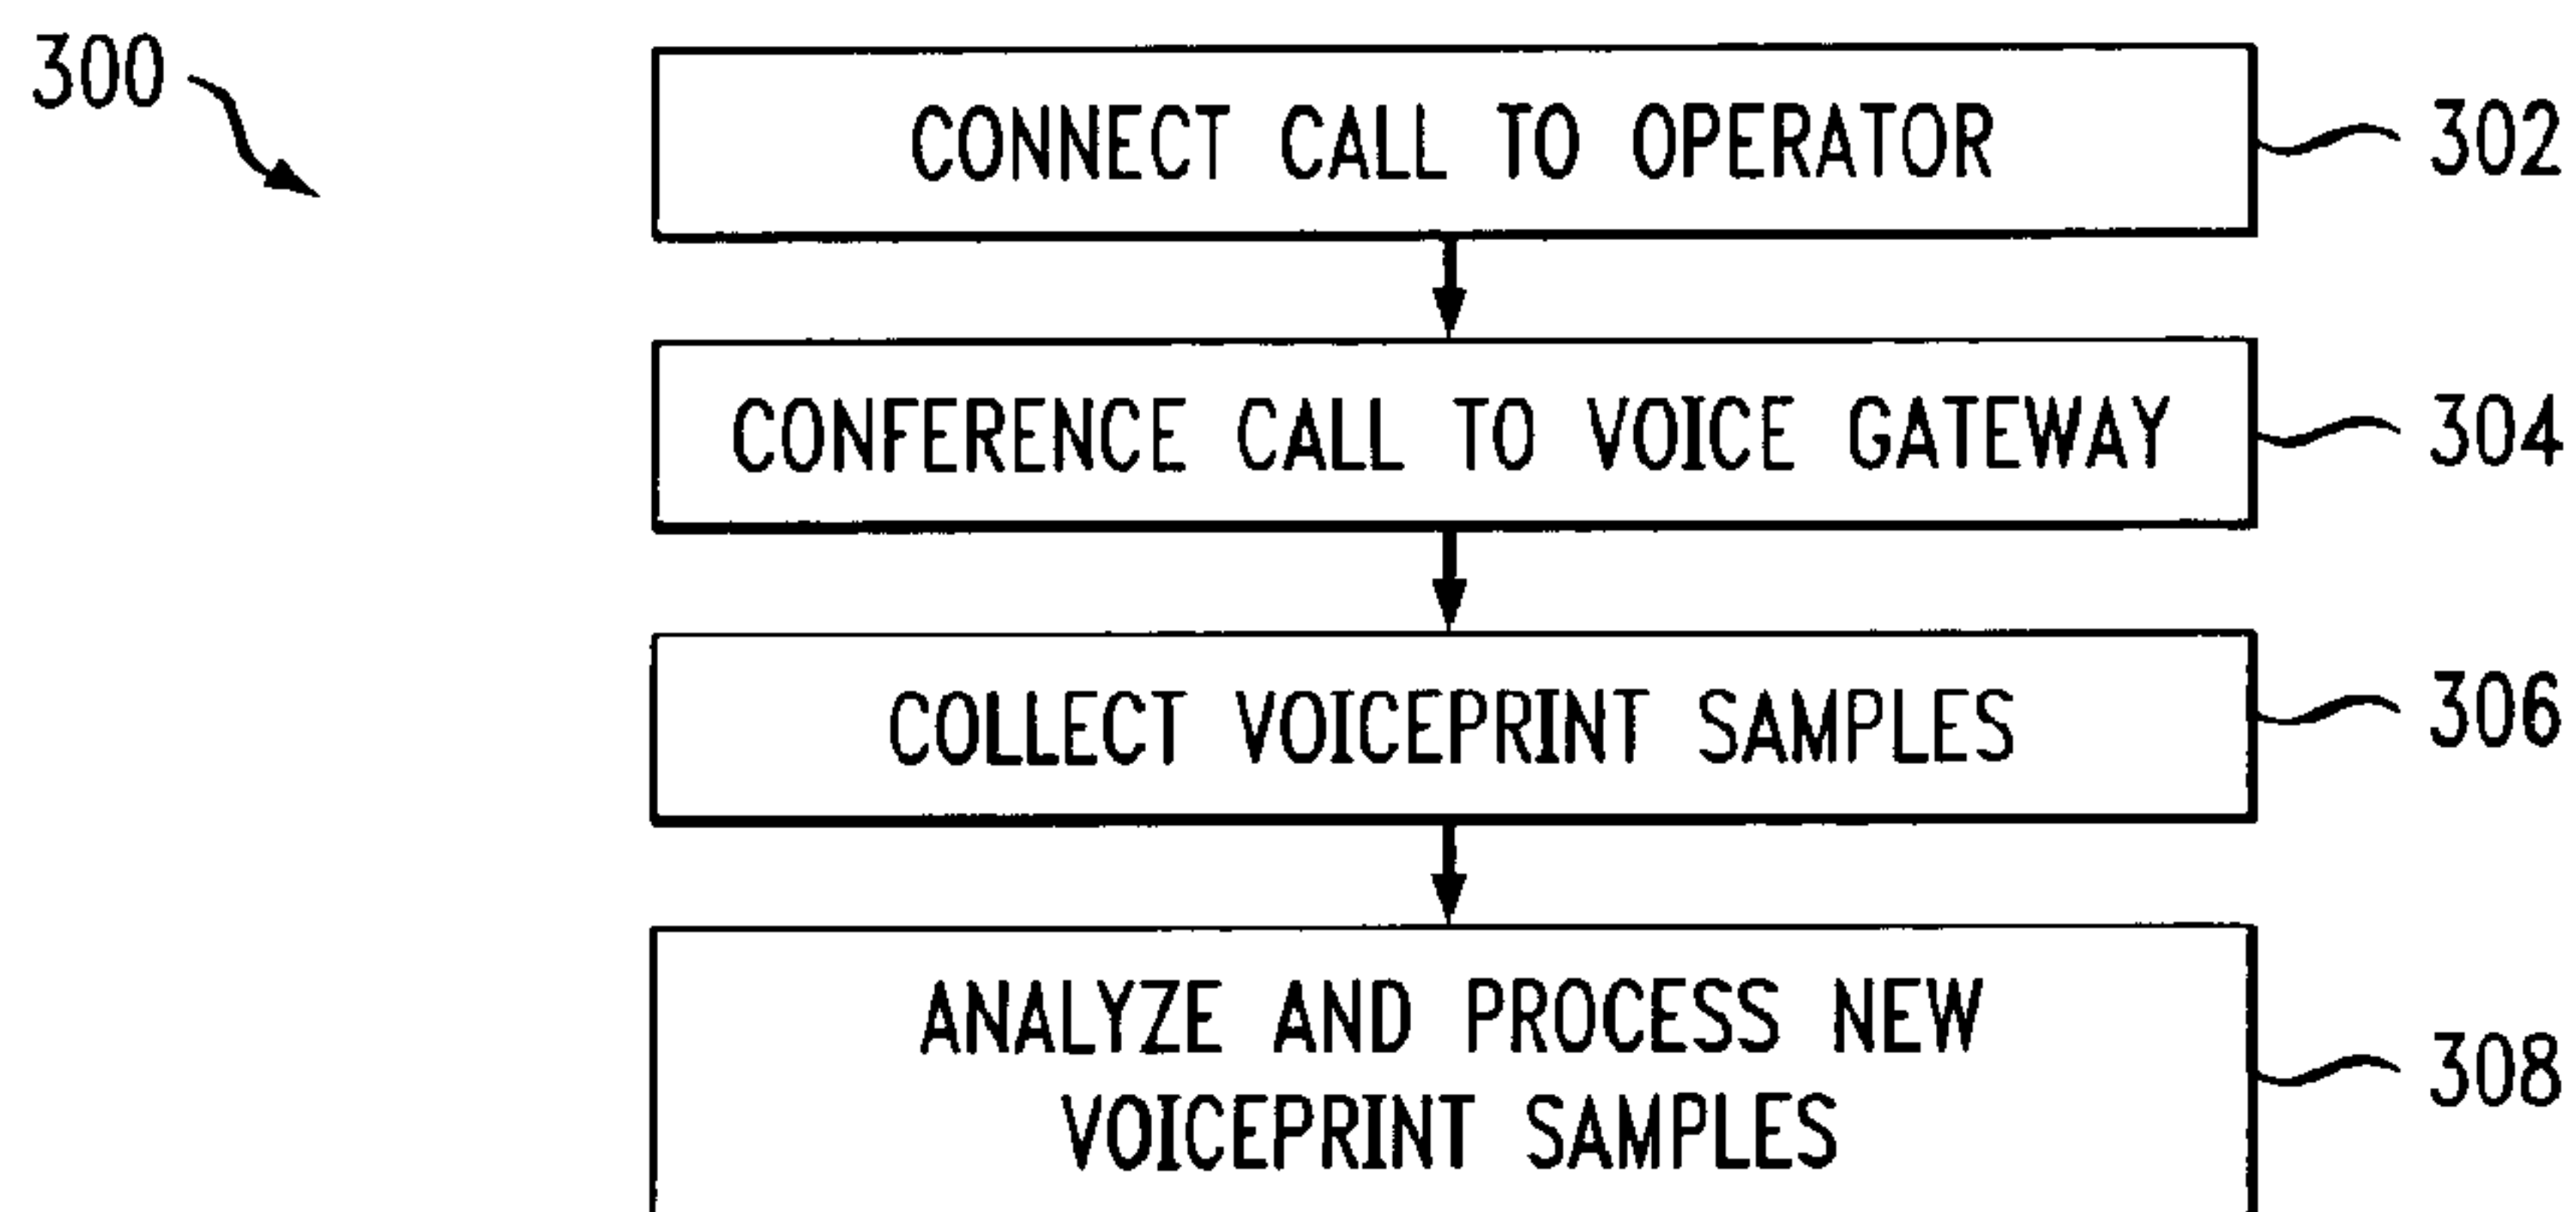 300
CONNECT CALL TO OPERATOR
302
CONFERENCE CALL TO VOICE GATEWAY
304
COLLECT VOICEPRINT SAMPLES
306
ANALYZE AND PROCESS NEW
VOICEPRINT SAMPLES
308